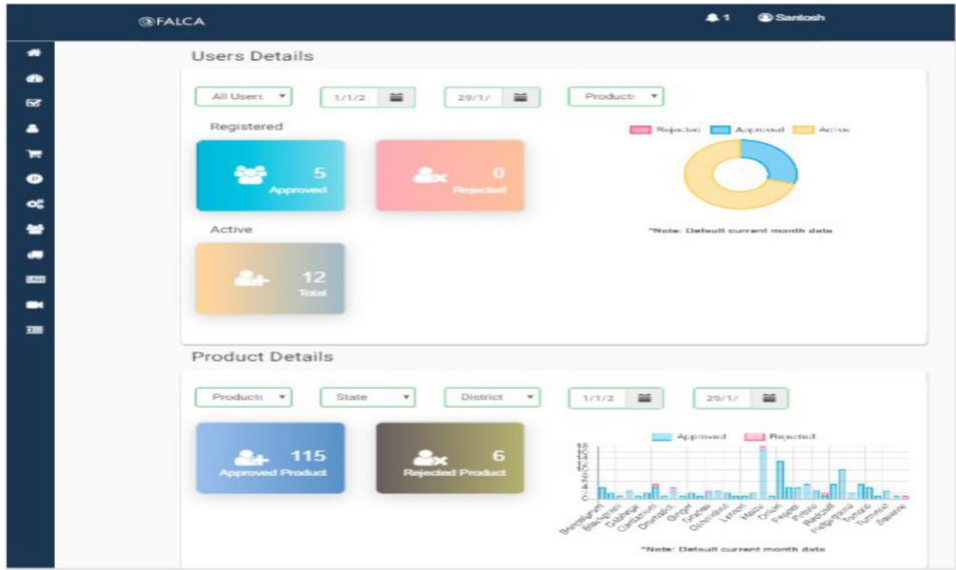 FALCA
1
Santosh
Users Details
All Users
1/1/2
29/1/
Products
Registered
Rejected
Approved
Active
5
Approved
0
Rejected
*Note: Default current month data
Active
12
Total
Product Details
Products
State
District
1/1/2
29/1/
115
Approved Product
6
Rejected Product
Approved
Rejected
Cabbage
Ginger
Lemon
Maize
Onion
Pepper
Potato
Tomato
Turmeric
*Note: Default current month data